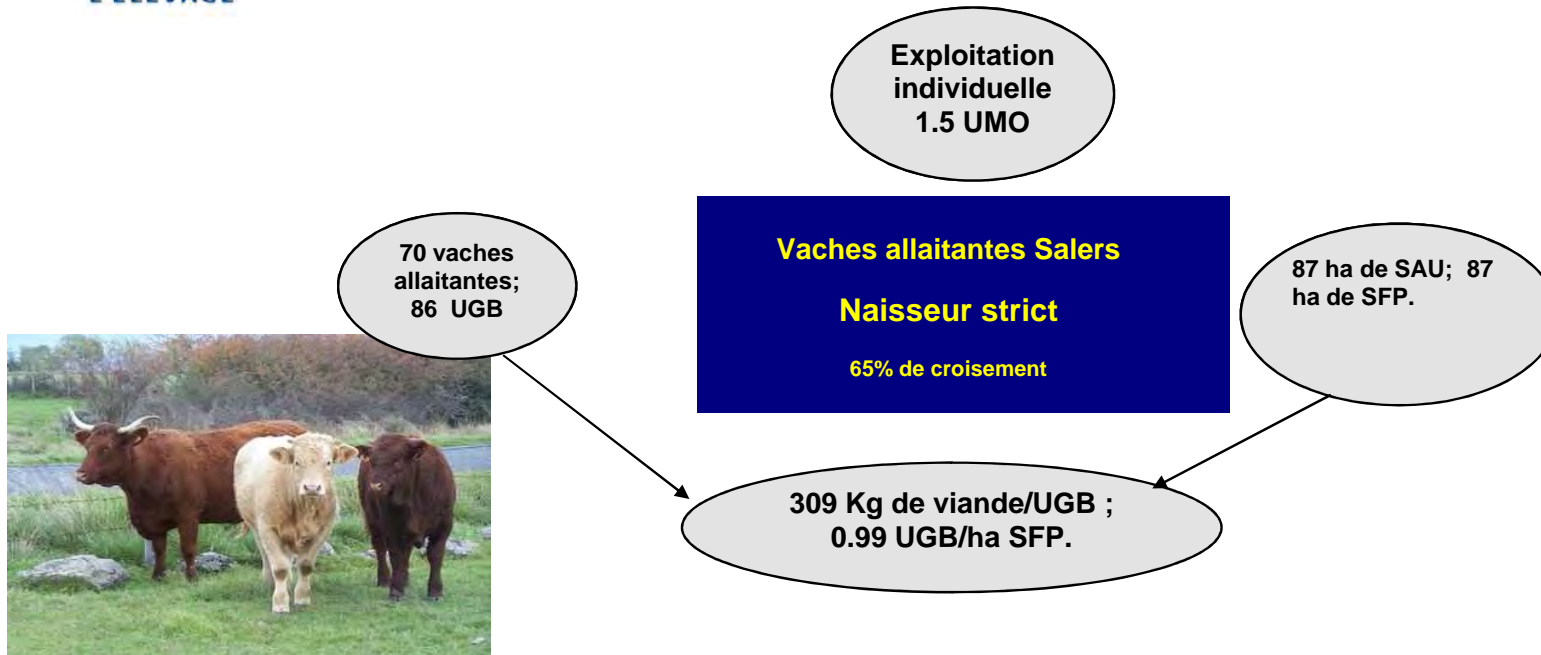 L'ELEVAGE
Exploitation
individuelle
1.5 UMO
70 vaches
allaitantes;
86 UGB
Vaches allaitantes Salers
Naisseur strict
65% de croisement
87 ha de SAU; 87
ha de SFP.
309 Kg de viande/UGB ;
0.99 UGB/ha SFP.